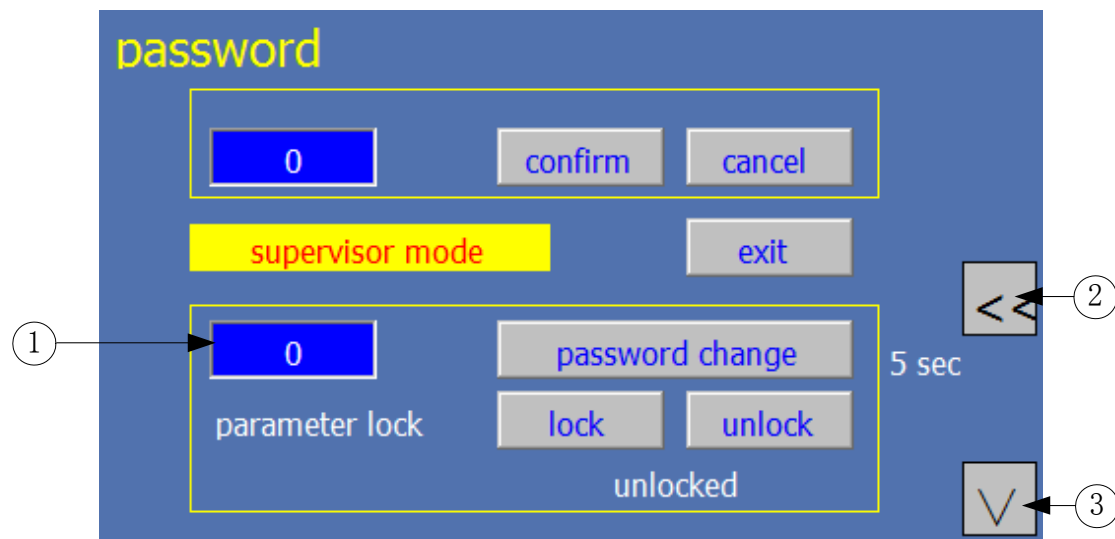 password
0 confirm cancel
supervisor mode exit
<< ②
① 0 password change 5 sec
parameter lock lock unlock
unlocked
∨ ③